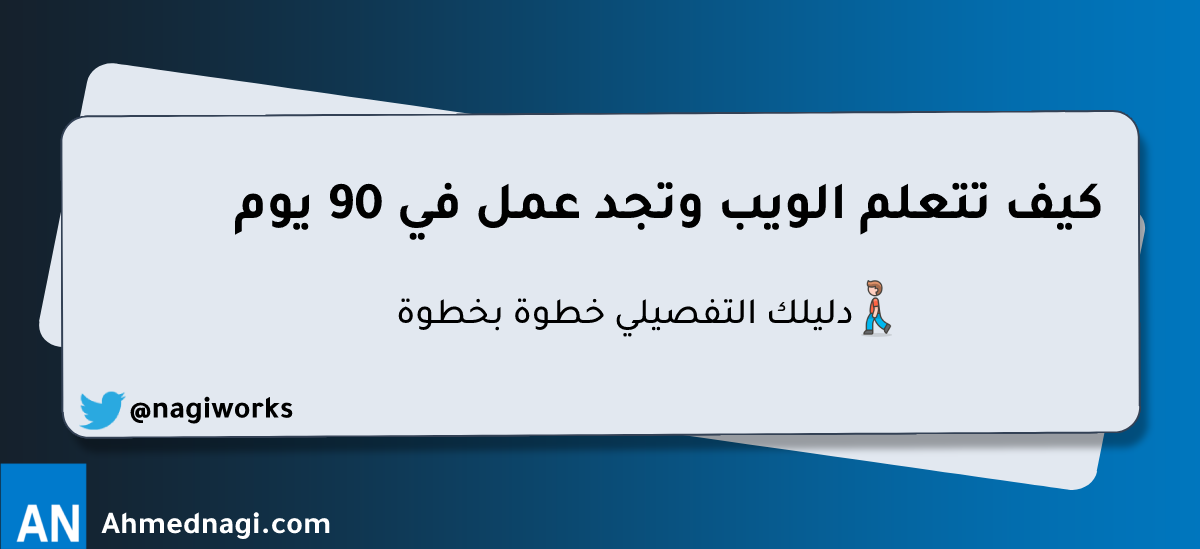 كيف تتعلم الويب وتجد عمل في 90 يوم
دليلك التفصيلي خطوة بخطوة
@nagiworks
AN
Ahmednagi.com